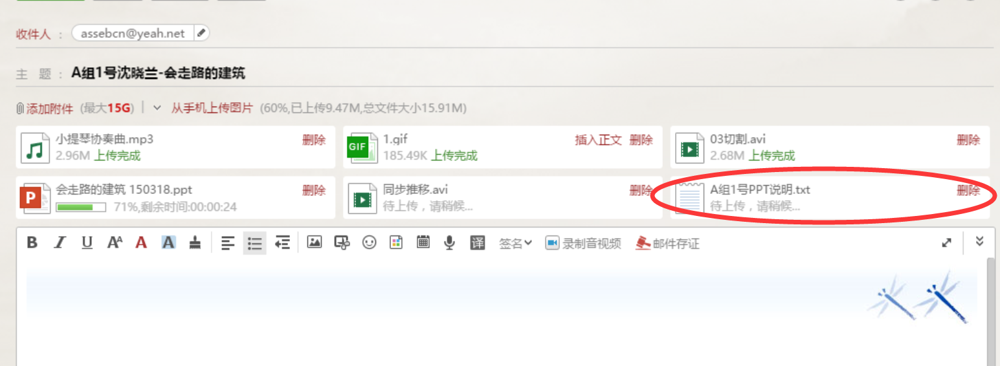 收件人 : assebcn@yeah.net
主 题 : A组1号沈晓兰-会走路的建筑
添加附件 (最大15G) | 从手机上传图片 (60%,已上传9.47M,总文件大小15.91M)
小提琴协奏曲.mp3 删除
2.96M 上传完成
1.gif 插入正文 删除
GIF
185.49K 上传完成
03切割.avi 删除
2.68M 上传完成
P
会走路的建筑 150318.ppt 删除
71%,剩余时间:00:00:24
同步推移.avi 删除
待上传，请稍候...
A组1号PPT说明.txt 删除
待上传，请稍候...
B I U AA A A 译 签名 录制音视频 邮件存证